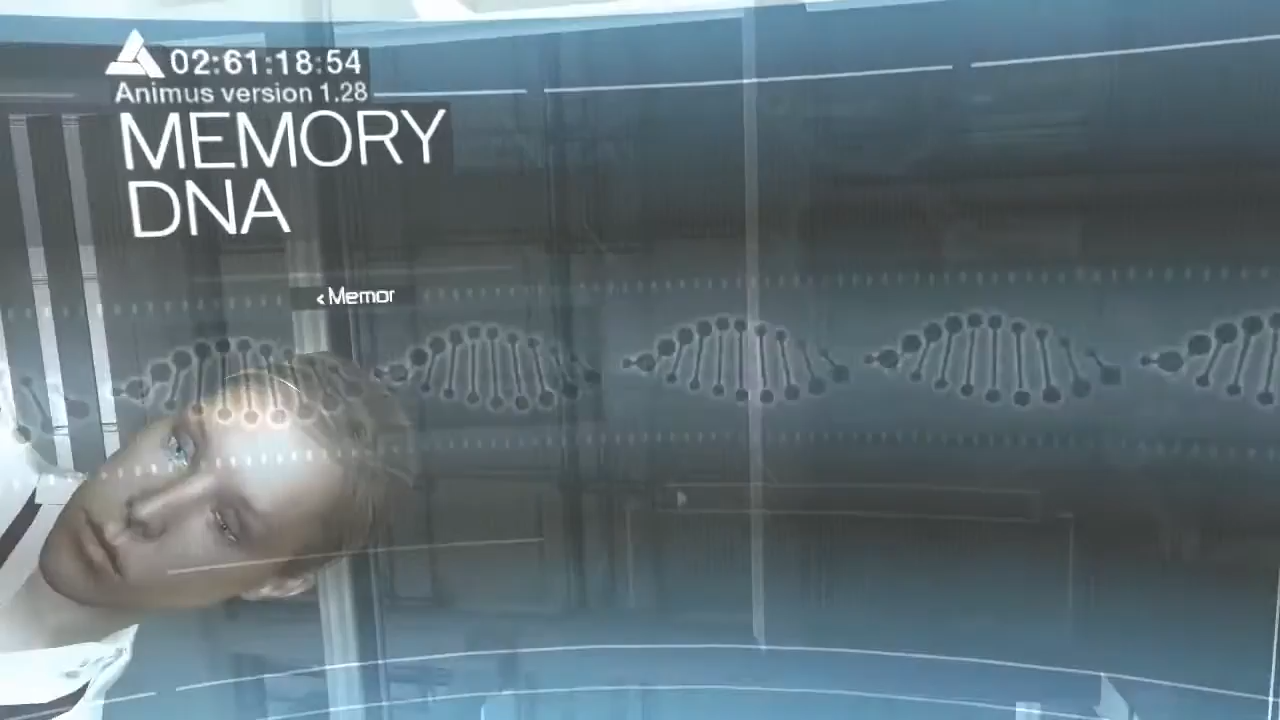 02:61:18:54
Animus version 1.28
MEMORY
DNA
‹Memor